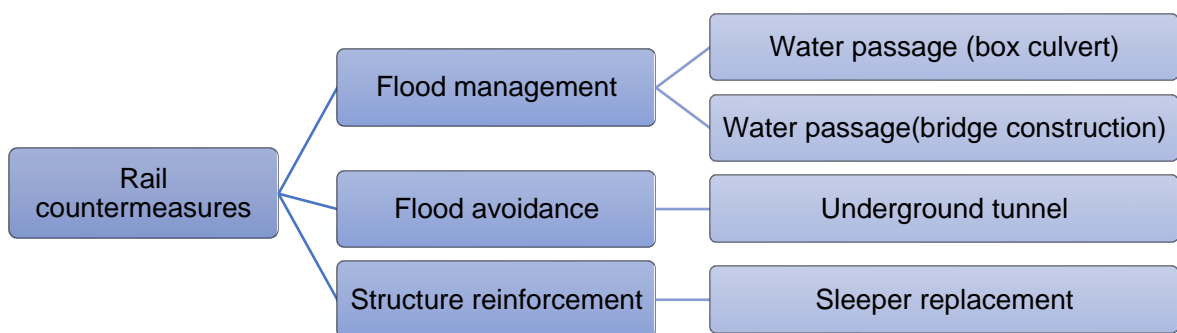 Rail
countermeasures
Flood management
Water passage (box culvert)
Water passage(bridge construction)
Flood avoidance
Underground tunnel
Structure reinforcement
Sleeper replacement